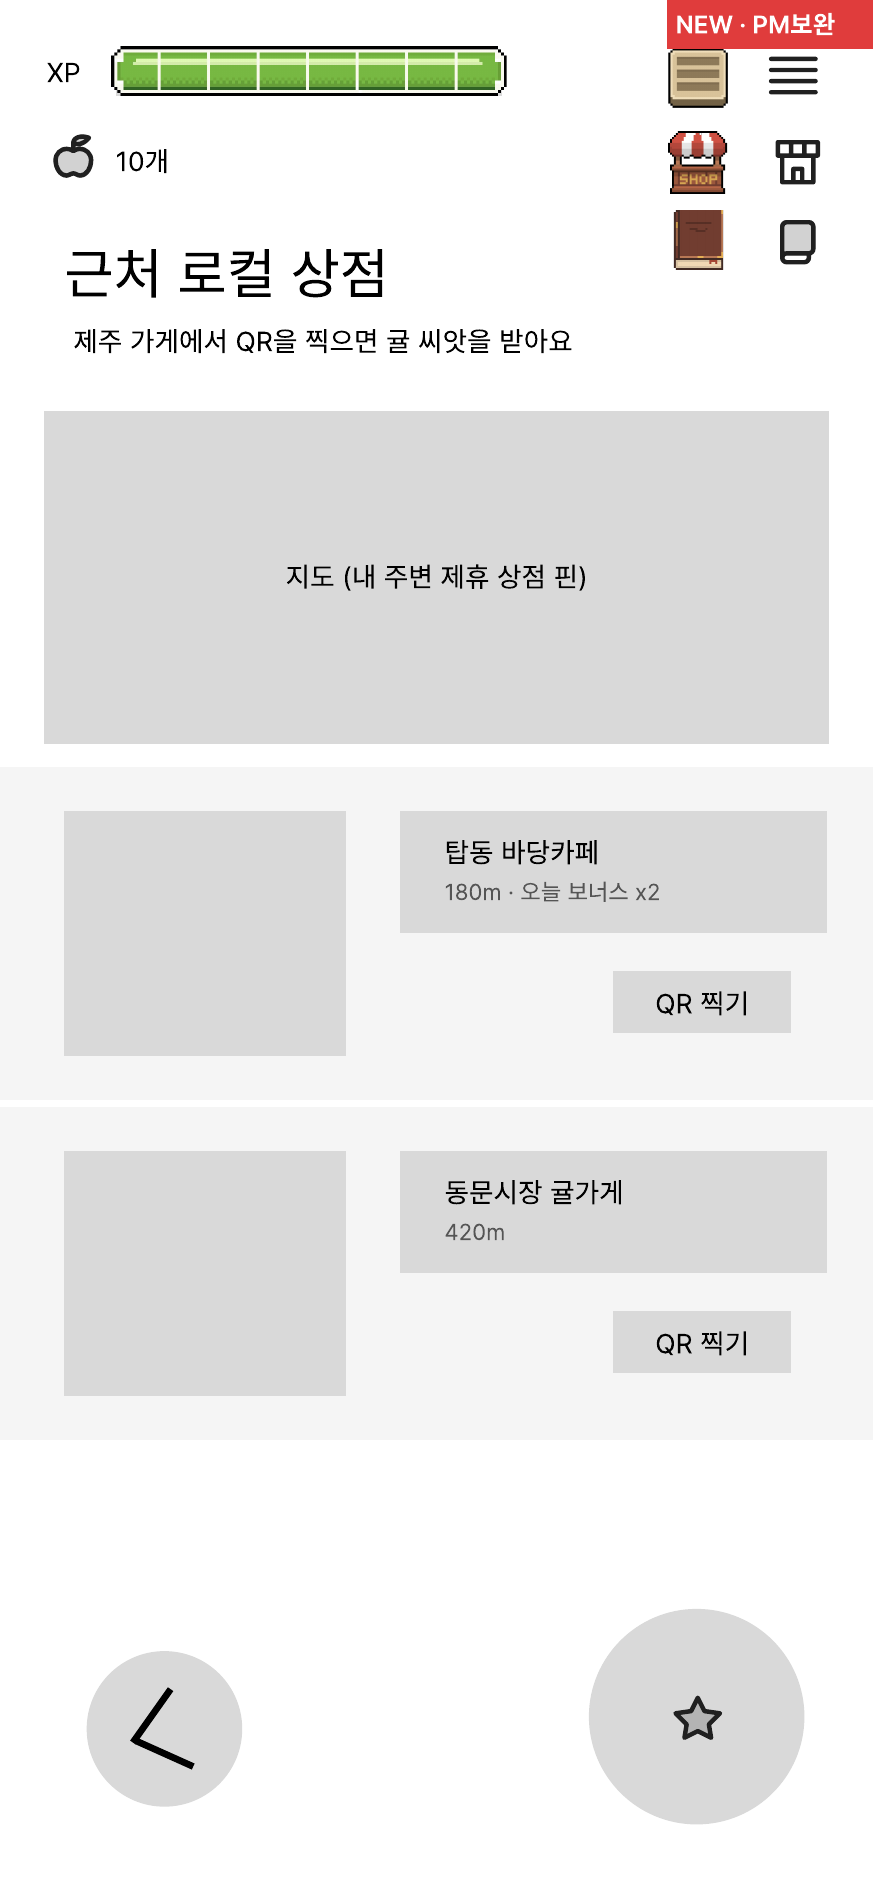 NEW · PM보완
XP
10개
SHOP
근처 로컬 상점
제주 가게에서 QR을 찍으면 귤 씨앗을 받아요
지도 (내 주변 제휴 상점 핀)
탑동 바당카페
180m · 오늘 보너스 x2
QR 찍기
동문시장 귤가게
420m
QR 찍기